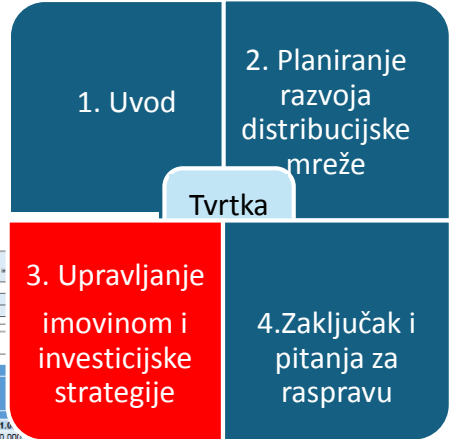 1. Uvod
2. Planiranje
razvoja
distribucijske
mreže
Tvrtka
3. Upravljanje
imovinom i
investicijske
strategije
4.Zaključak i
pitanja za
raspravu